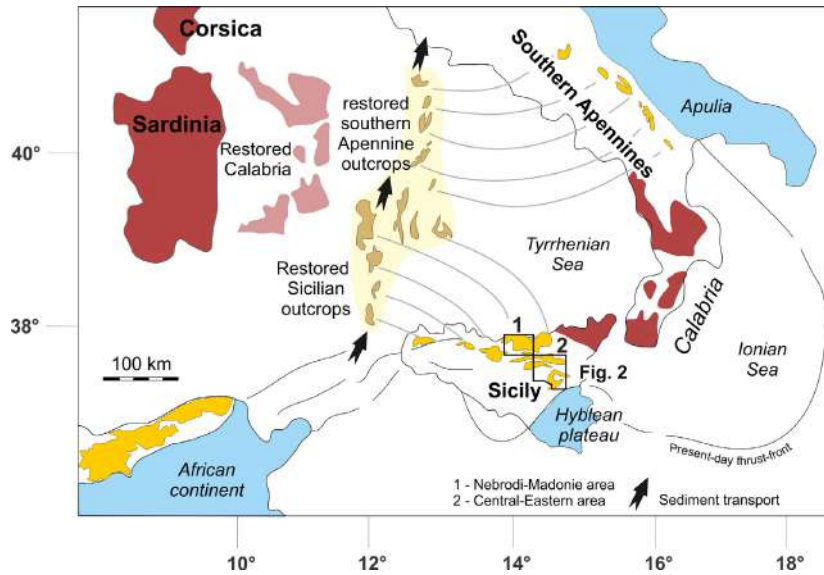 Corsica
Southern Apennines
Apulia
restored
southern
Apennine
outcrops
Sardinia
Restored
Calabria
40°
Tyrrhenian
Sea
Restored
Sicilian
outcrops
Calabria
38°
1
2
100 km
Ionian
Sea
Fig. 2
Sicily
Hyblean
plateau
African
continent
Present-day thrust-front
1 - Nebrodi-Madonie area
2 - Central-Eastern area
Sediment transport
10°
12°
14°
16°
18°